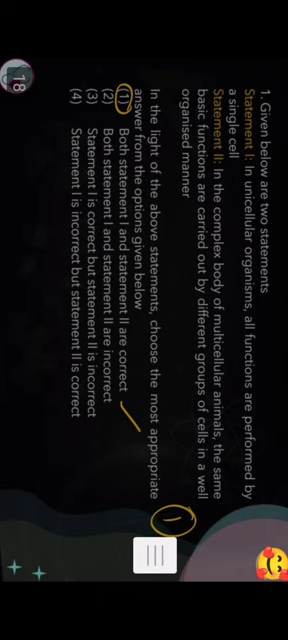 1. Given below are two statements
Statement I: In unicellular organisms, all functions are performed by
a single cell
Statement II: In the complex body of multicellular animals, the same
basic functions are carried out by different groups of cells in a well
organised manner
In the light of the above statements, choose the most appropriate
answer from the options given below
(1) Both statement I and statement II are correct
(2) Both statement I and statement II are incorrect
(3) Statement I is correct but statement II is incorrect
(4) Statement I is incorrect but statement II is correct
1
18